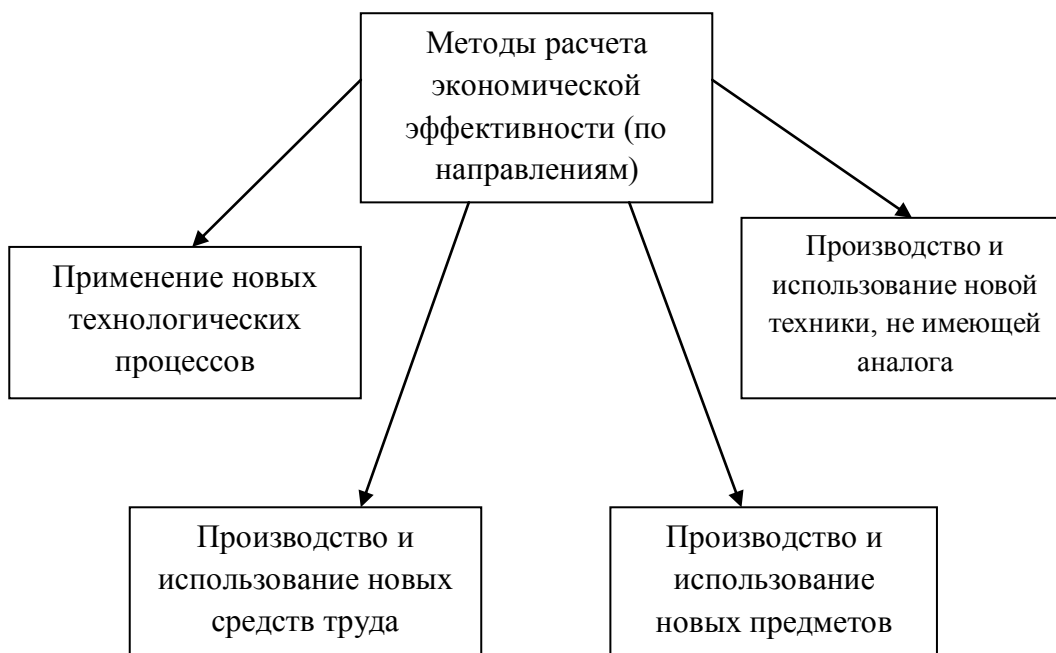 Методы расчета
экономической
эффективности (по
направлениям)
Применение новых
технологических
процессов
Производство и
использование новой
техники, не имеющей
аналога
Производство и
использование новых
средств труда
Производство и
использование
новых предметов